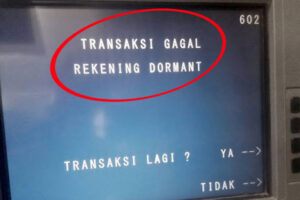 602
TRANSAKSI GAGAL
REKENING DORMANT
TRANSAKSI LAGI ? YA -->
TIDAK -->